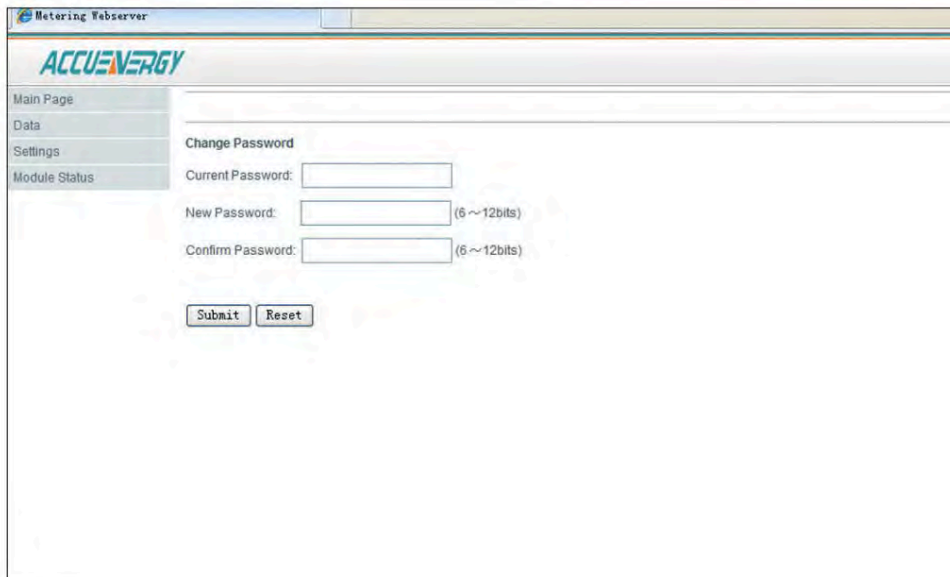 Metering Webserver
ACCUENERGY
Main Page
Data
Settings
Module Status
Change Password
Current Password:
New Password: (6～12bits)
Confirm Password: (6～12bits)
Submit Reset